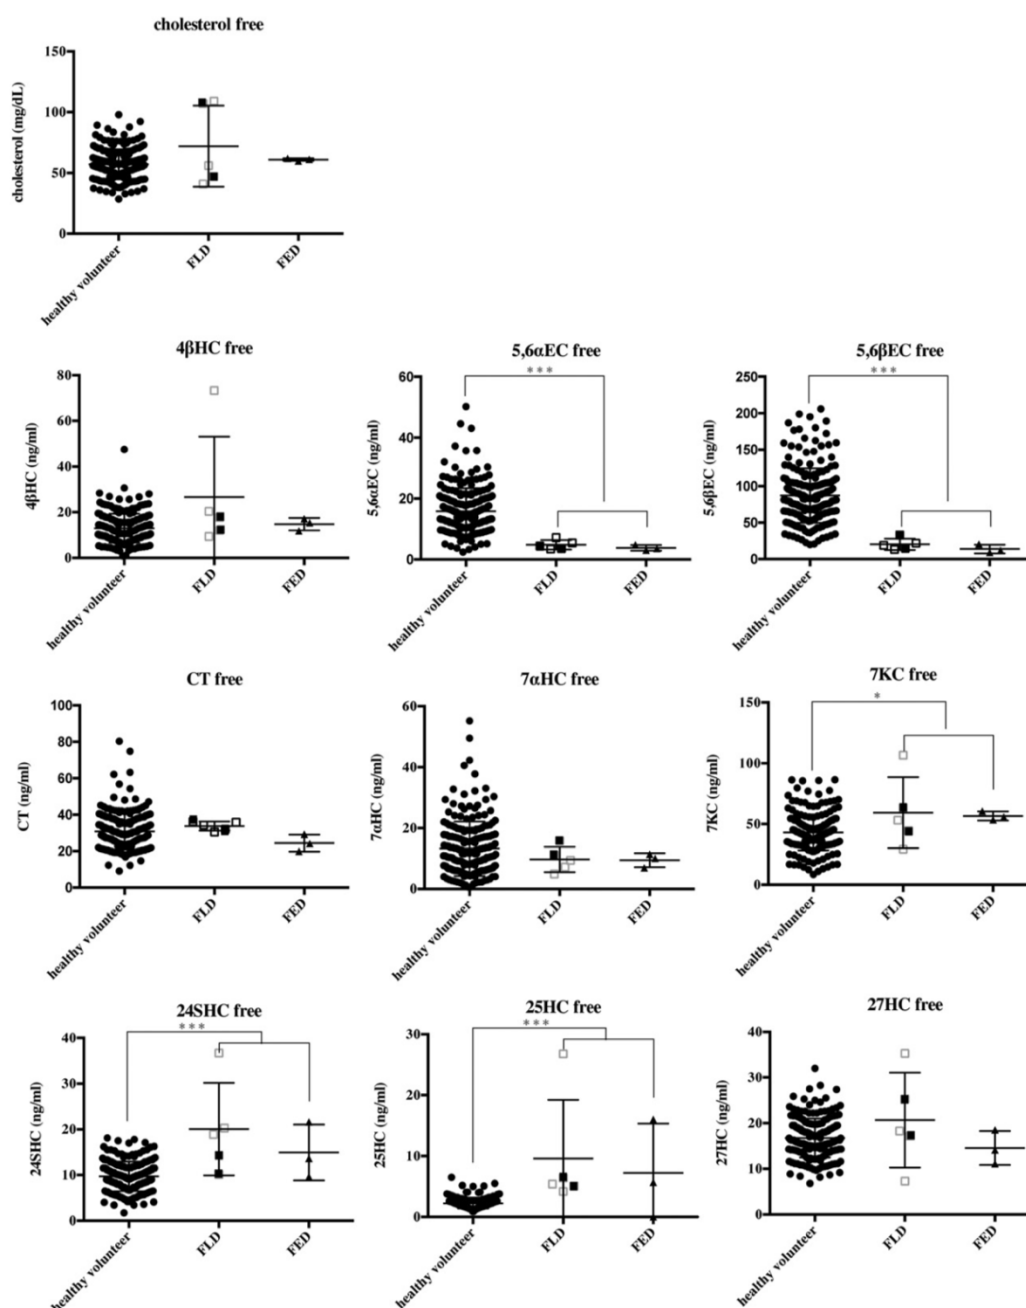 cholesterol free
cholesterol (mg/dL)
150
100
50
0
healthy volunteer
FLD
FED
4βHC free
4βHC (ng/ml)
80
60
40
20
0
healthy volunteer
FLD
FED
5,6αEC free
***
5,6αEC (ng/ml)
60
40
20
0
healthy volunteer
FLD
FED
5,6βEC free
***
5,6βEC (ng/ml)
250
200
150
100
50
0
healthy volunteer
FLD
FED
CT free
CT (ng/ml)
100
80
60
40
20
0
healthy volunteer
FLD
FED
7αHC free
7αHC (ng/ml)
60
40
20
0
healthy volunteer
FLD
FED
7KC free
*
7KC (ng/ml)
150
100
50
0
healthy volunteer
FLD
FED
24SHC free
***
24SHC (ng/ml)
40
30
20
10
0
healthy volunteer
FLD
FED
25HC free
***
25HC (ng/ml)
30
20
10
0
healthy volunteer
FLD
FED
27HC free
27HC (ng/ml)
40
30
20
10
0
healthy volunteer
FLD
FED